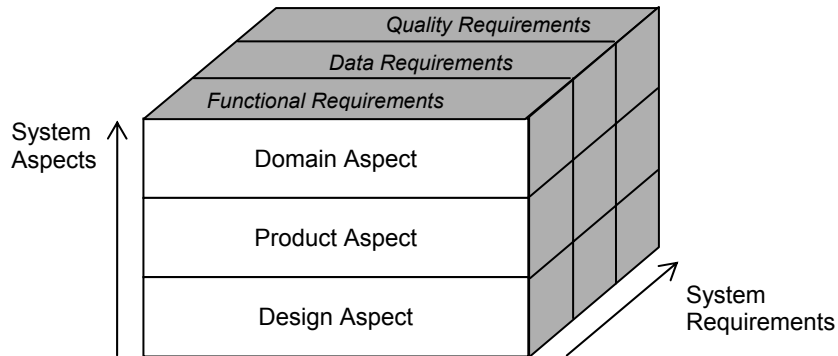 Quality Requirements
Data Requirements
Functional Requirements
System
Aspects
Domain Aspect
Product Aspect
Design Aspect
System
Requirements